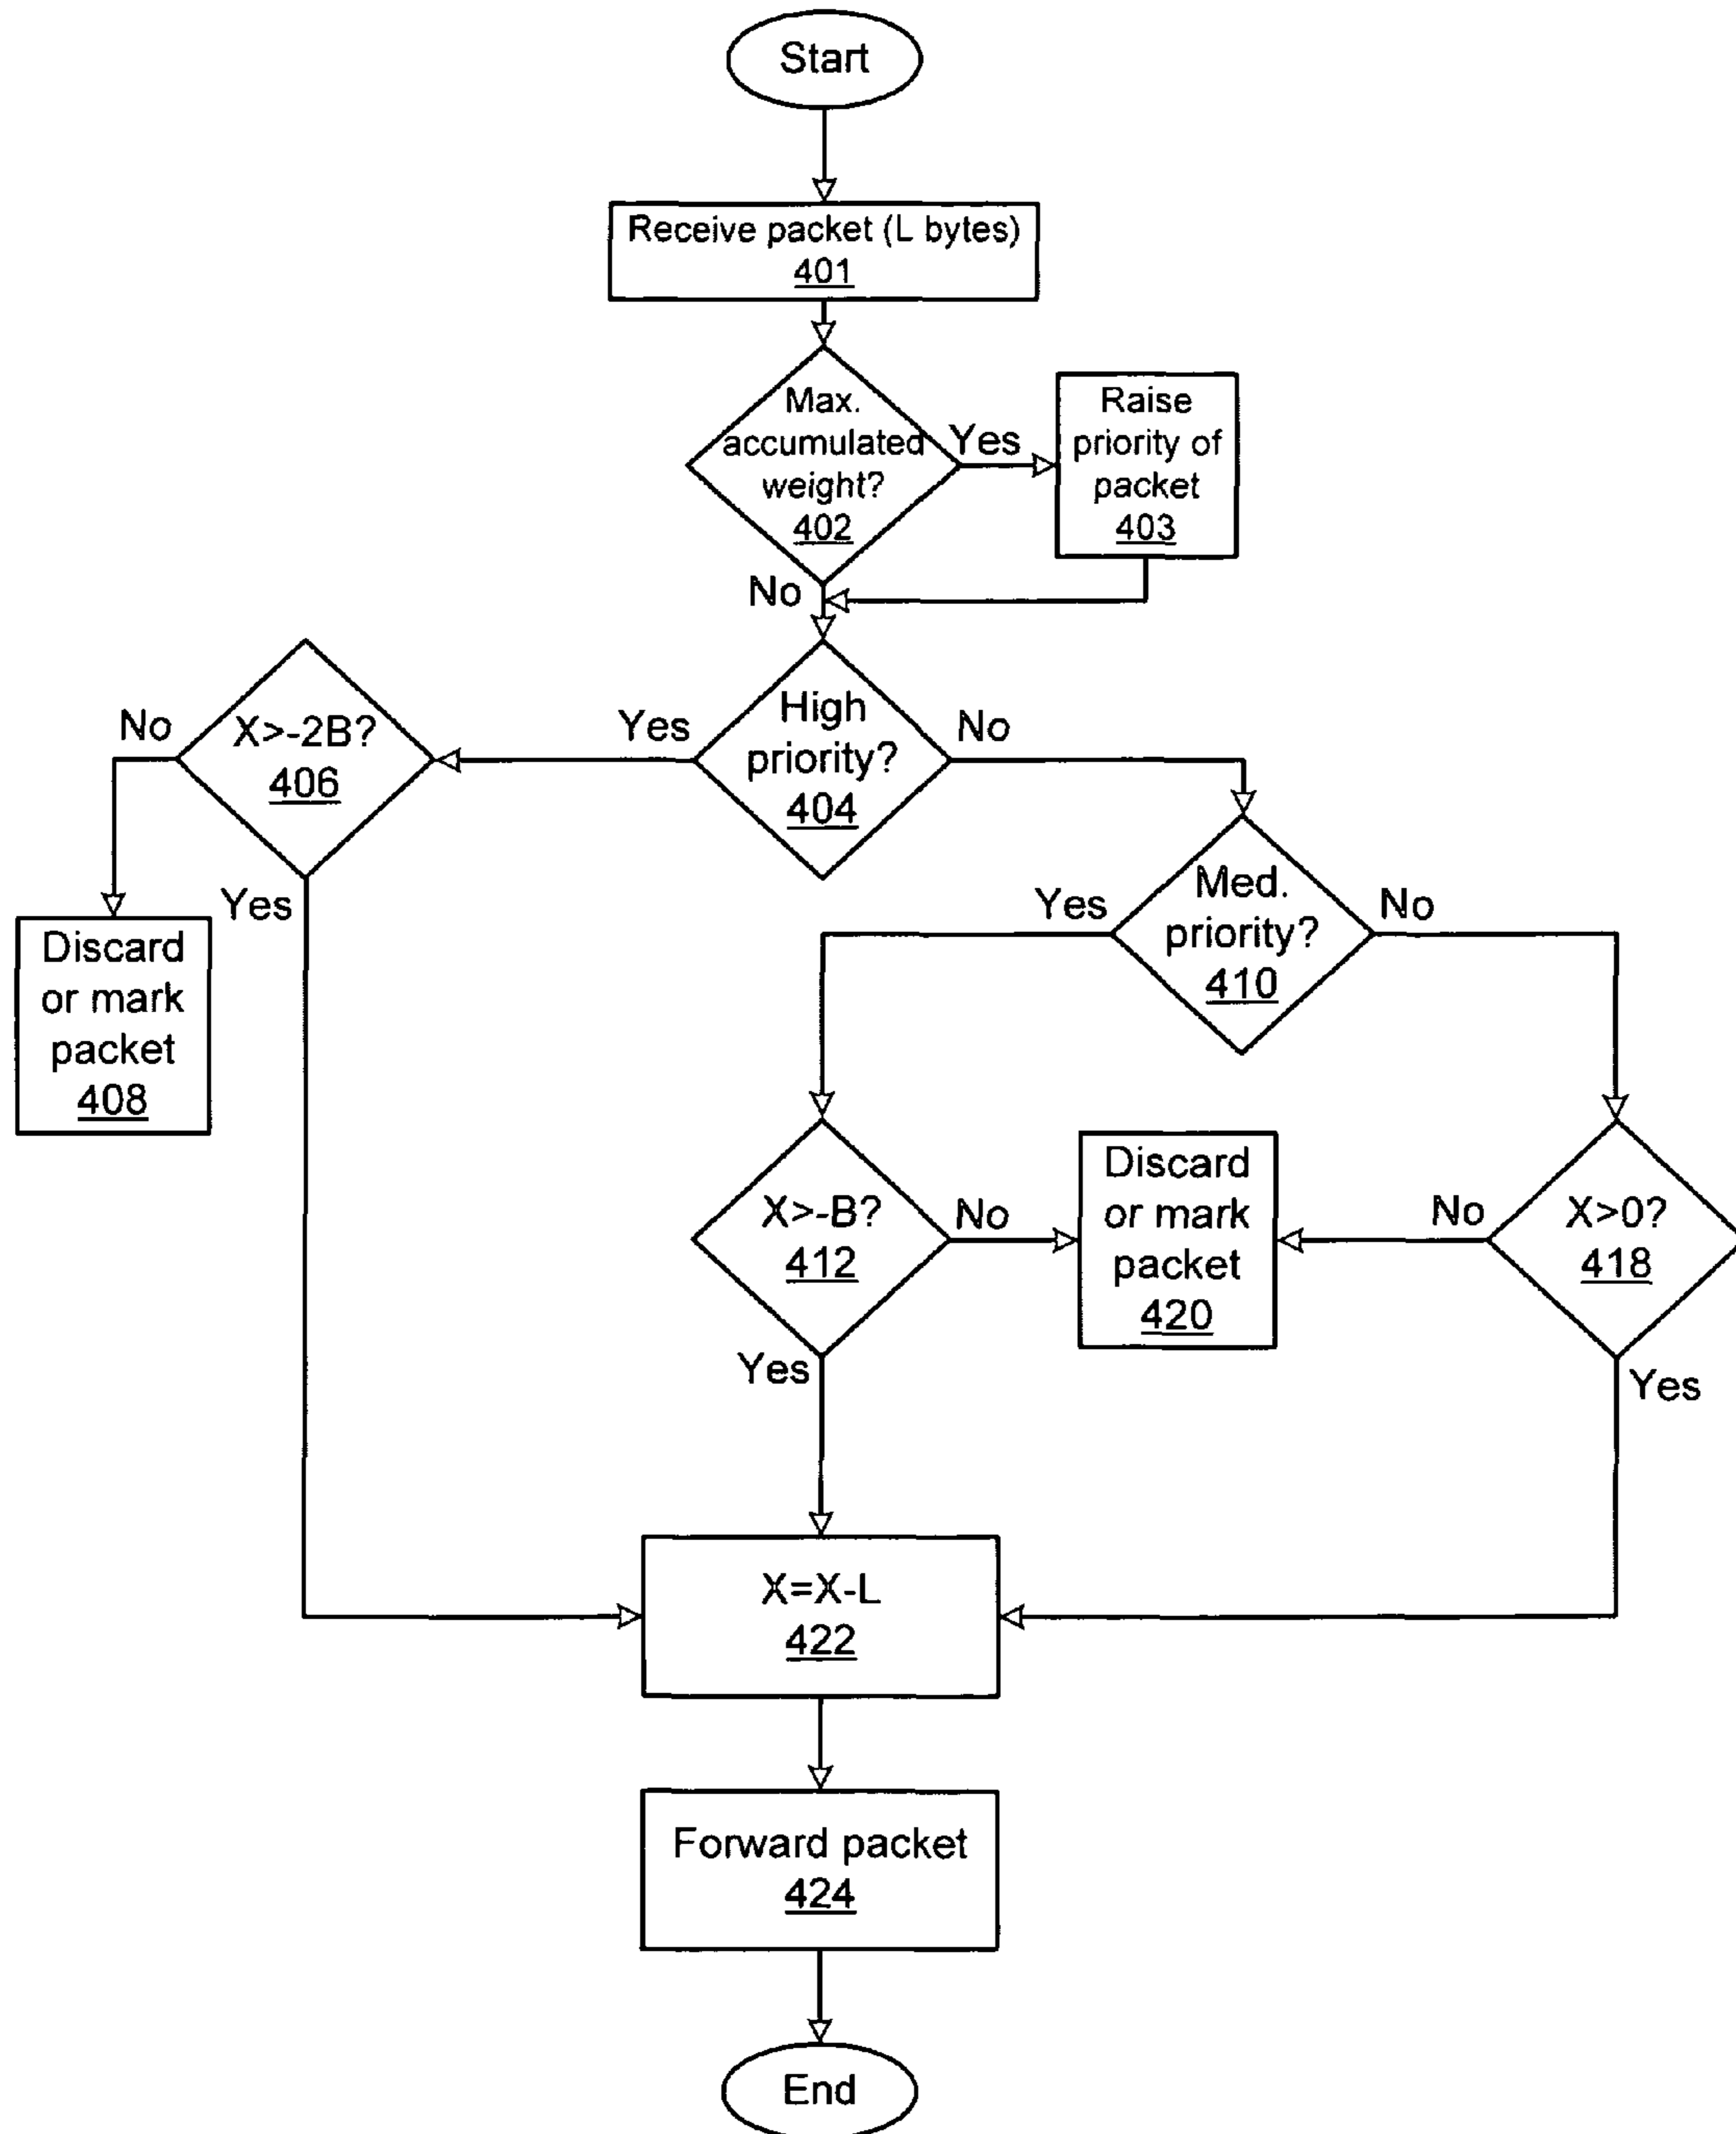 Start
Receive packet (L bytes)
401
Max.
accumulated
weight?
402
Yes
Raise
priority of
packet
403
No
High
priority?
404
Yes
No
X>-2B?
406
No
Yes
Discard
or mark
packet
408
Med.
priority?
410
Yes
No
X>-B?
412
No
Yes
Discard
or mark
packet
420
X>0?
418
No
Yes
X=X-L
422
Forward packet
424
End